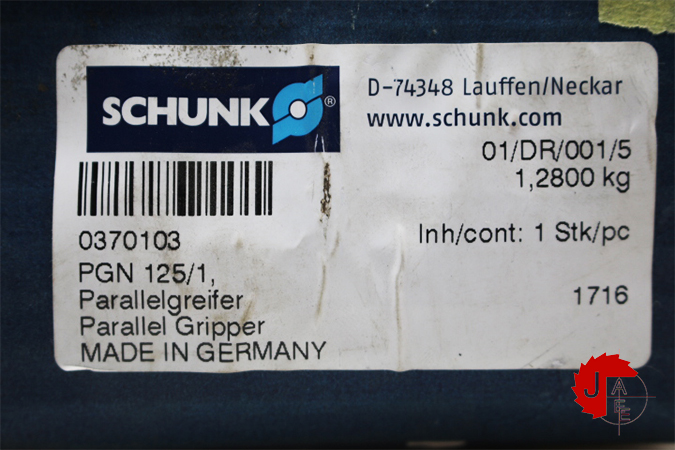 SCHUNK ®
D-74348 Lauffen/Neckar
www.schunk.com
01/DR/001/5
1,2800 kg
0370103
Inh/cont: 1 Stk/pc
PGN 125/1,
Parallelgreifer
1716
Parallel Gripper
MADE IN GERMANY
J
A